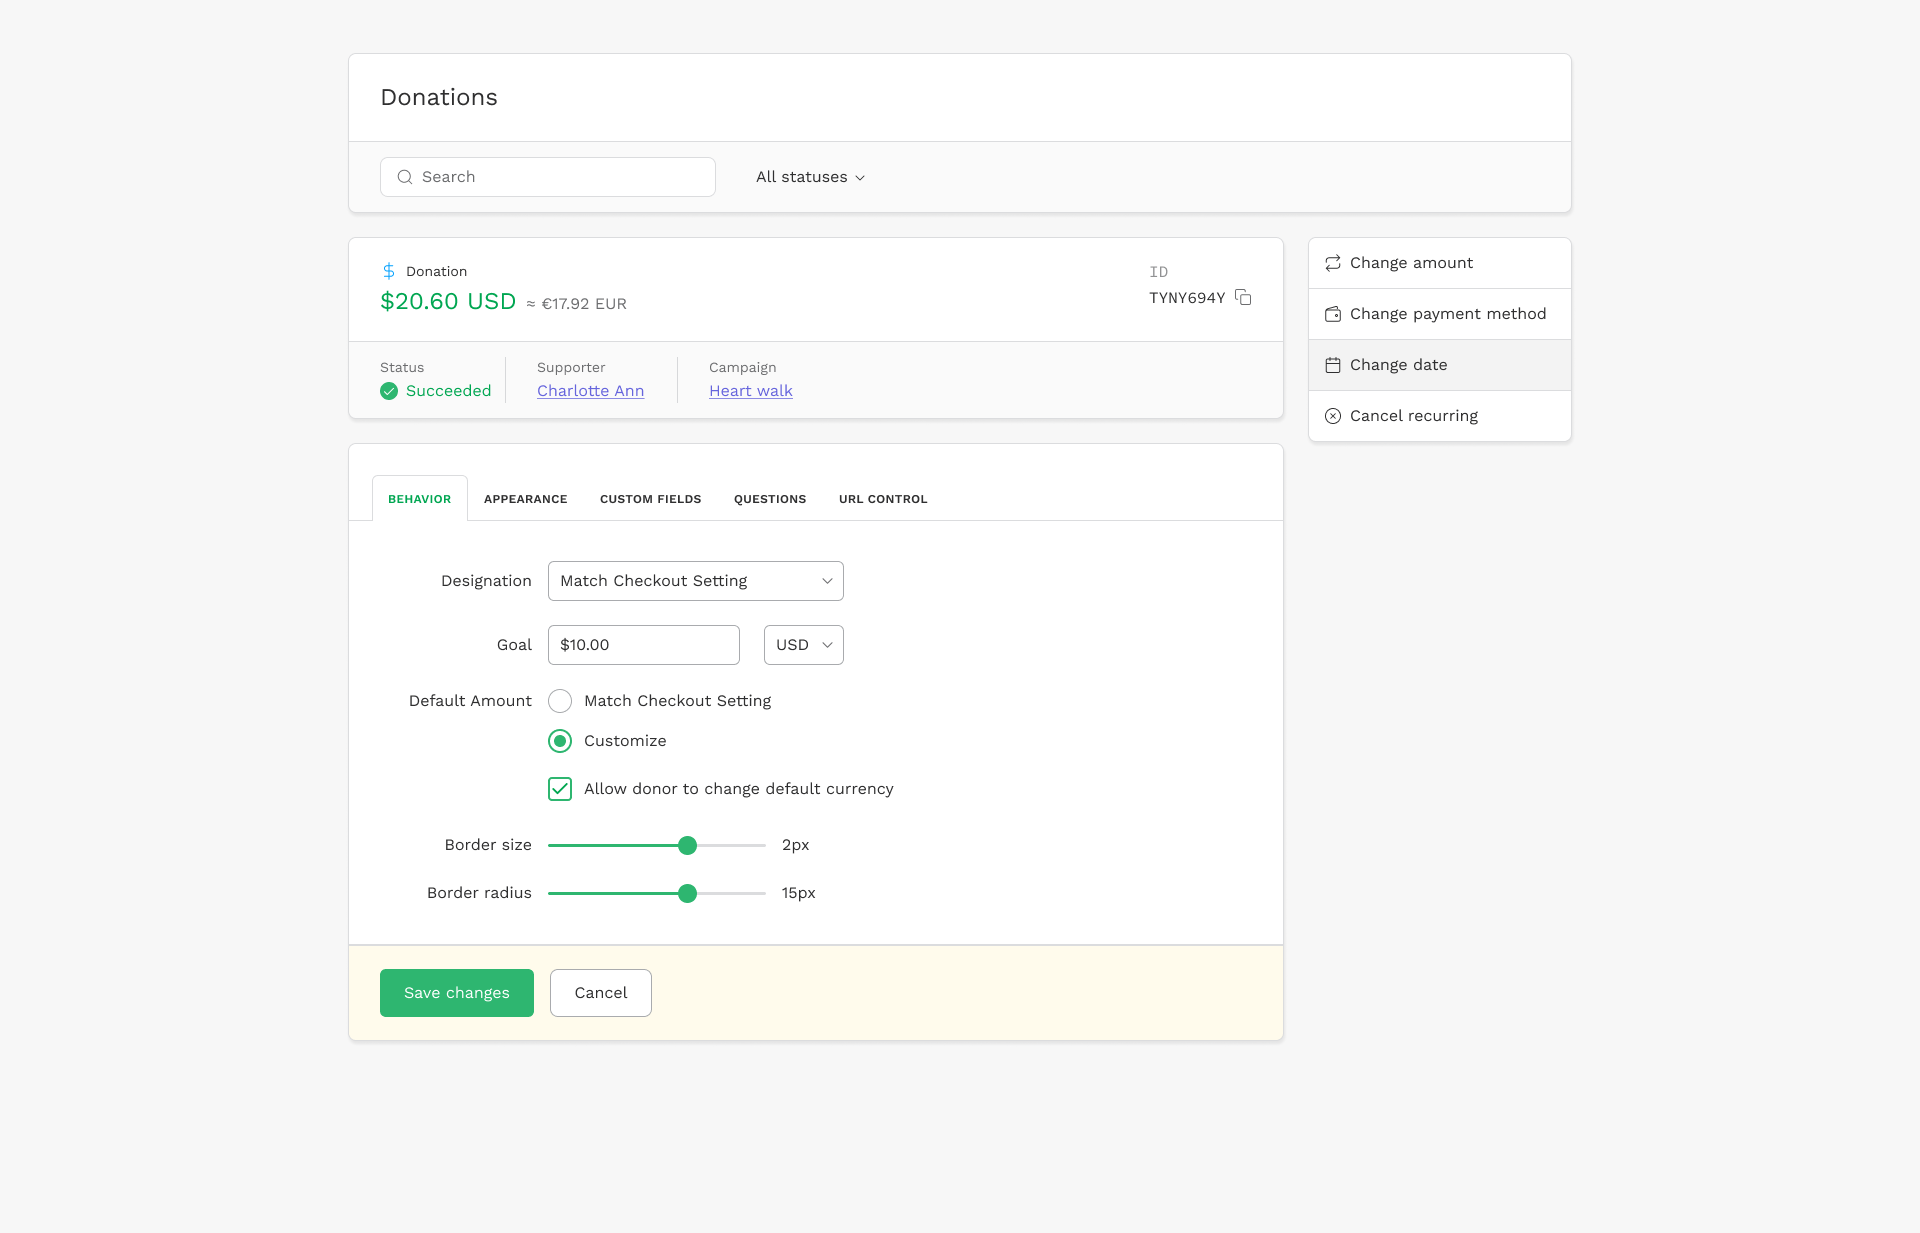 Donations
Search
All statuses
Donation
$20.60 USD ≈ €17.92 EUR
ID
TYNY694Y
Status
Succeeded
Supporter
Charlotte Ann
Campaign
Heart walk
Change amount
Change payment method
Change date
Cancel recurring
BEHAVIOR APPEARANCE CUSTOM FIELDS QUESTIONS URL CONTROL
Designation Match Checkout Setting
Goal $10.00 USD
Default Amount Match Checkout Setting
Customize
Allow donor to change default currency
Border size 2px
Border radius 15px
Save changes Cancel